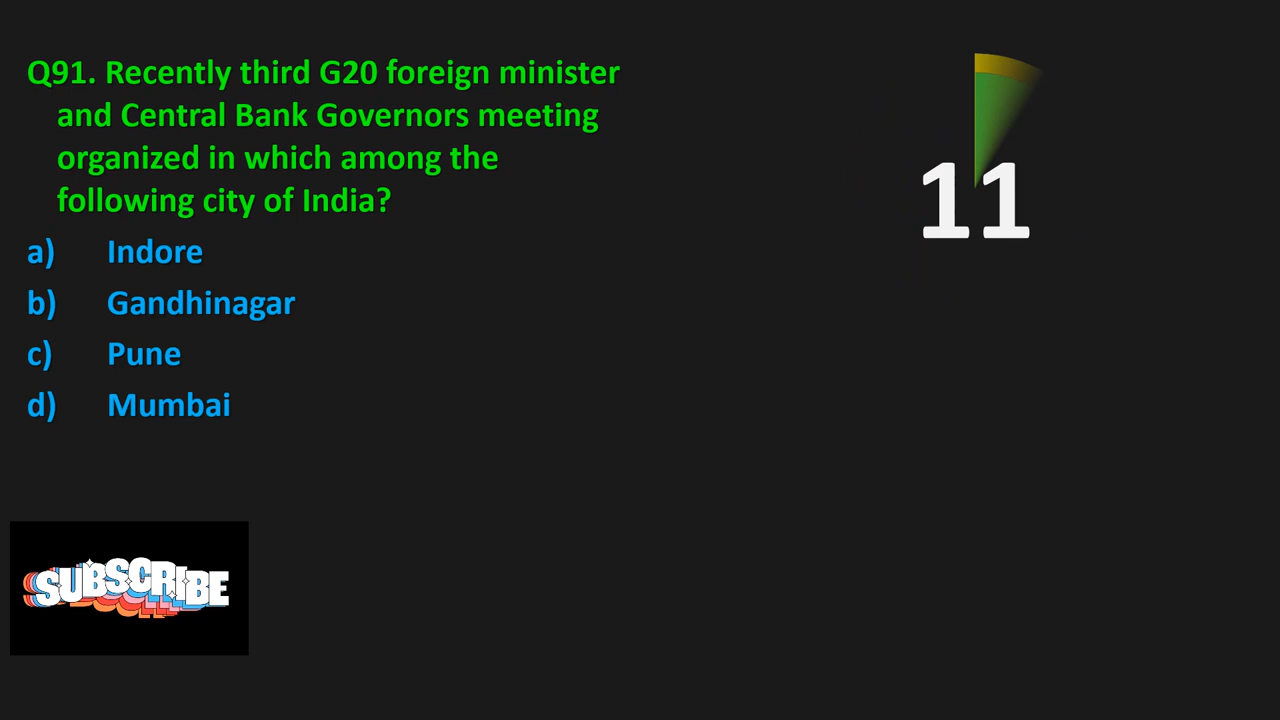 Q91. Recently third G20 foreign minister
and Central Bank Governors meeting
organized in which among the
following city of India?
a) Indore
b) Gandhinagar
c) Pune
d) Mumbai
11
SUBSCRIBE